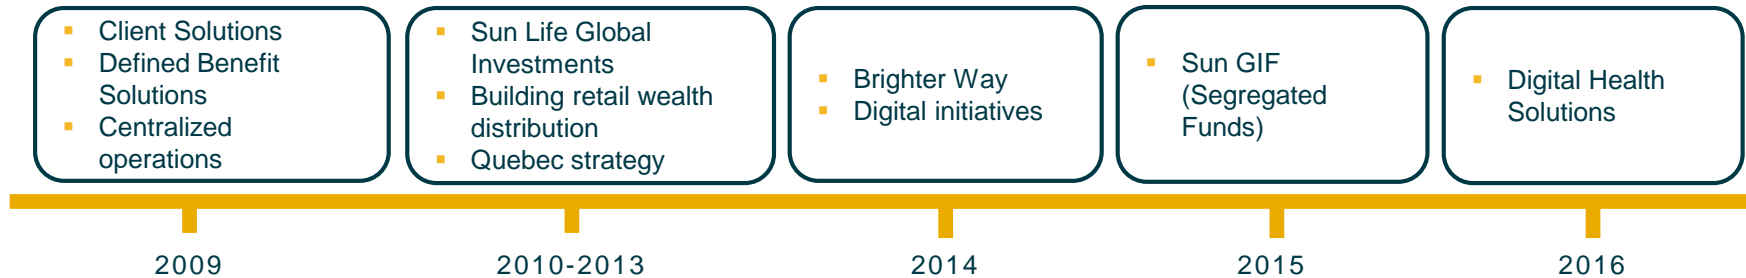 Client Solutions
Defined Benefit
Solutions
Centralized
operations
Sun Life Global
Investments
Building retail wealth
distribution
Quebec strategy
Brighter Way
Digital initiatives
Sun GIF
(Segregated
Funds)
Digital Health
Solutions
2009
2010-2013
2014
2015
2016